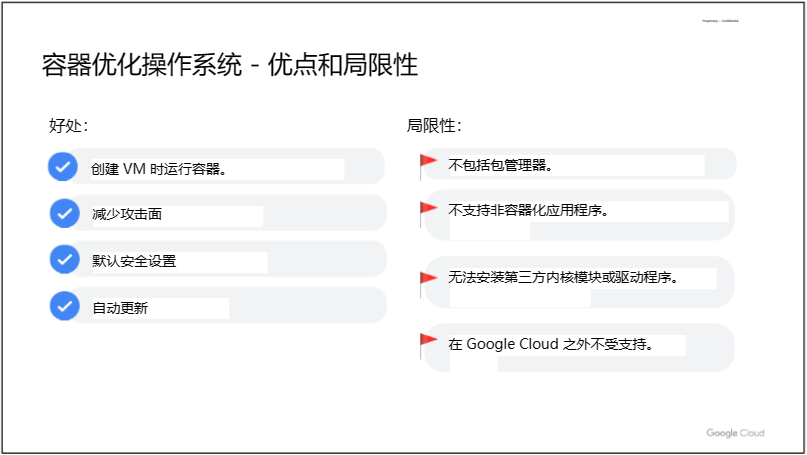 Proprietary + Confidential
容器优化操作系统 - 优点和局限性
好处：
创建 VM 时运行容器。
减少攻击面
默认安全设置
自动更新
局限性：
不包括包管理器。
不支持非容器化应用程序。
无法安装第三方内核模块或驱动程序。
在 Google Cloud 之外不受支持。
Google Cloud